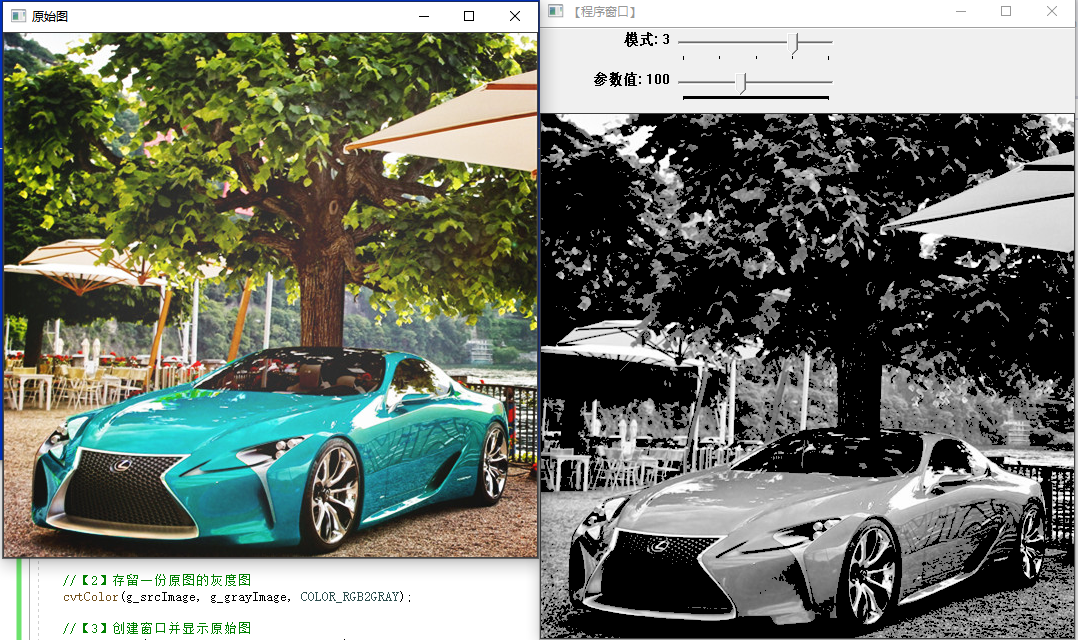 原始图
【程序窗口】
模式: 3
参数值: 100
//【2】存留一份原图的灰度图
cvtColor(g_srcImage, g_grayImage, COLOR_RGB2GRAY);
//【3】创建窗口并显示原始图